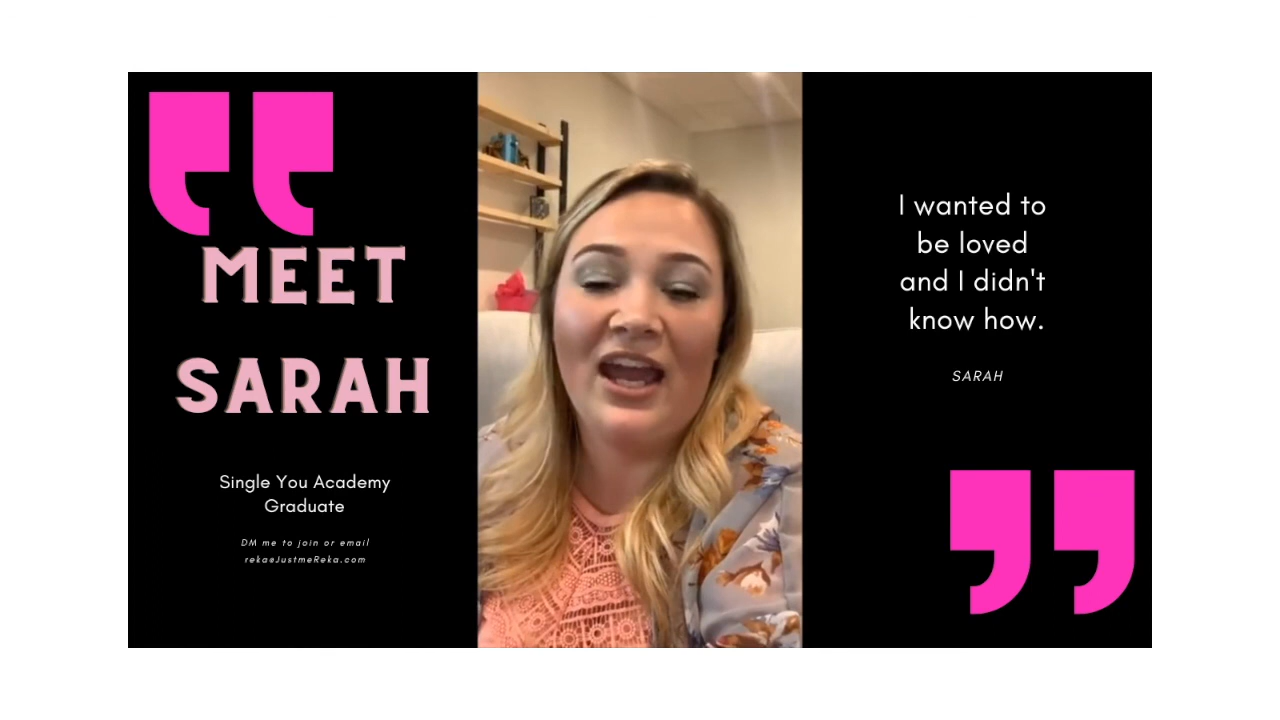 MEET
SARAH
Single You Academy
Graduate
DM me to join or email
reka@JustmeReka.com
I wanted to
be loved
and I didn't
know how.
SARAH